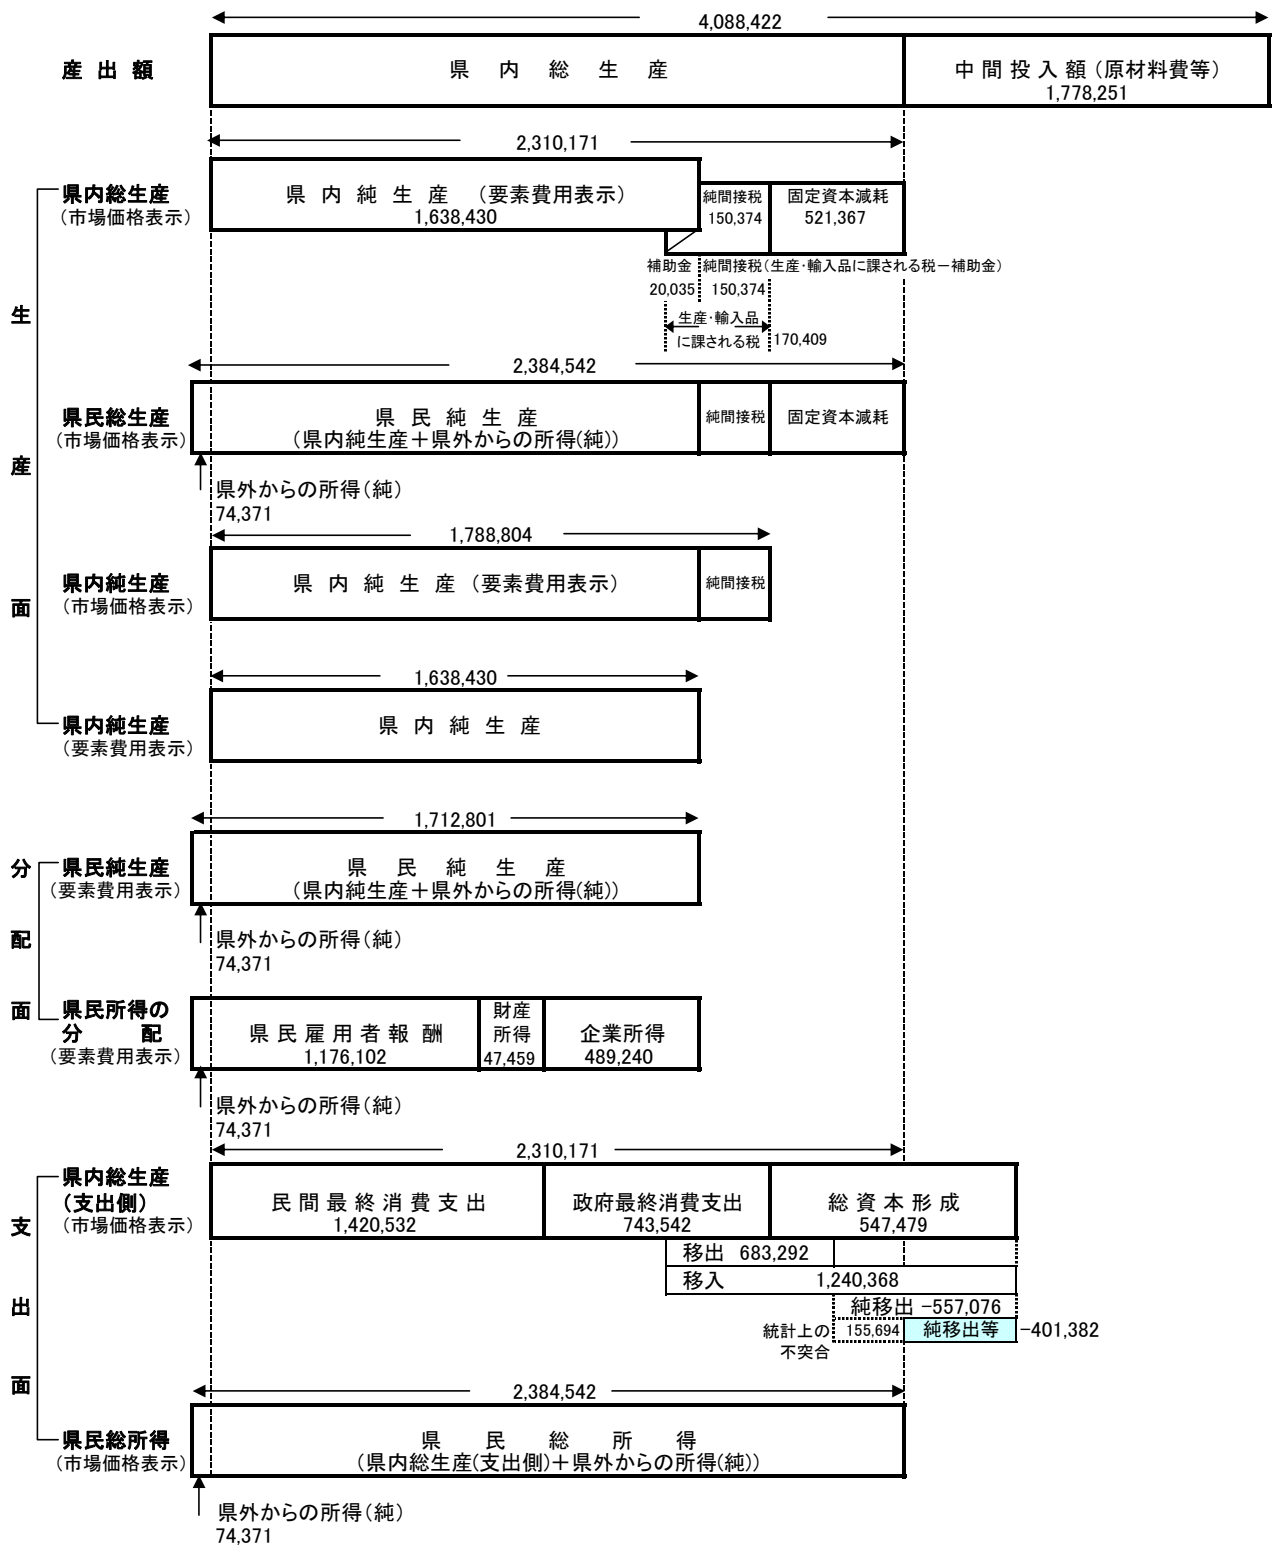 4,088,422
産出額
県内総生産
中間投入額(原材料費等)
1,778,251
2,310,171
県内総生産
(市場価格表示)
県内純生産 (要素費用表示)
1,638,430
純間接税
150,374
固定資本減耗
521,367
補助金
純間接税(生産・輸入品に課される税-補助金)
20,035
150,374
生産・輸入品
に課される税
170,409
生産面
2,384,542
県民総生産
(市場価格表示)
県民純生産
(県内純生産+県外からの所得(純))
純間接税
固定資本減耗
県外からの所得(純)
74,371
1,788,804
県内純生産
(市場価格表示)
県内純生産(要素費用表示)
純間接税
1,638,430
県内純生産
(要素費用表示)
県内純生産
1,712,801
分配面
県民純生産
(要素費用表示)
県民純生産
(県内純生産+県外からの所得(純))
県外からの所得(純)
74,371
県民所得の
分配
(要素費用表示)
県民雇用者報酬
1,176,102
財産
所得
47,459
企業所得
489,240
県外からの所得(純)
74,371
2,310,171
支出面
県内総生産
(支出側)
(市場価格表示)
民間最終消費支出
1,420,532
政府最終消費支出
743,542
総資本形成
547,479
移出 683,292
移入 1,240,368
純移出 -557,076
統計上の
不突合
155,694
純移出等
-401,382
2,384,542
県民総所得
(市場価格表示)
県民総所得
(県内総生産(支出側)+県外からの所得(純))
県外からの所得(純)
74,371